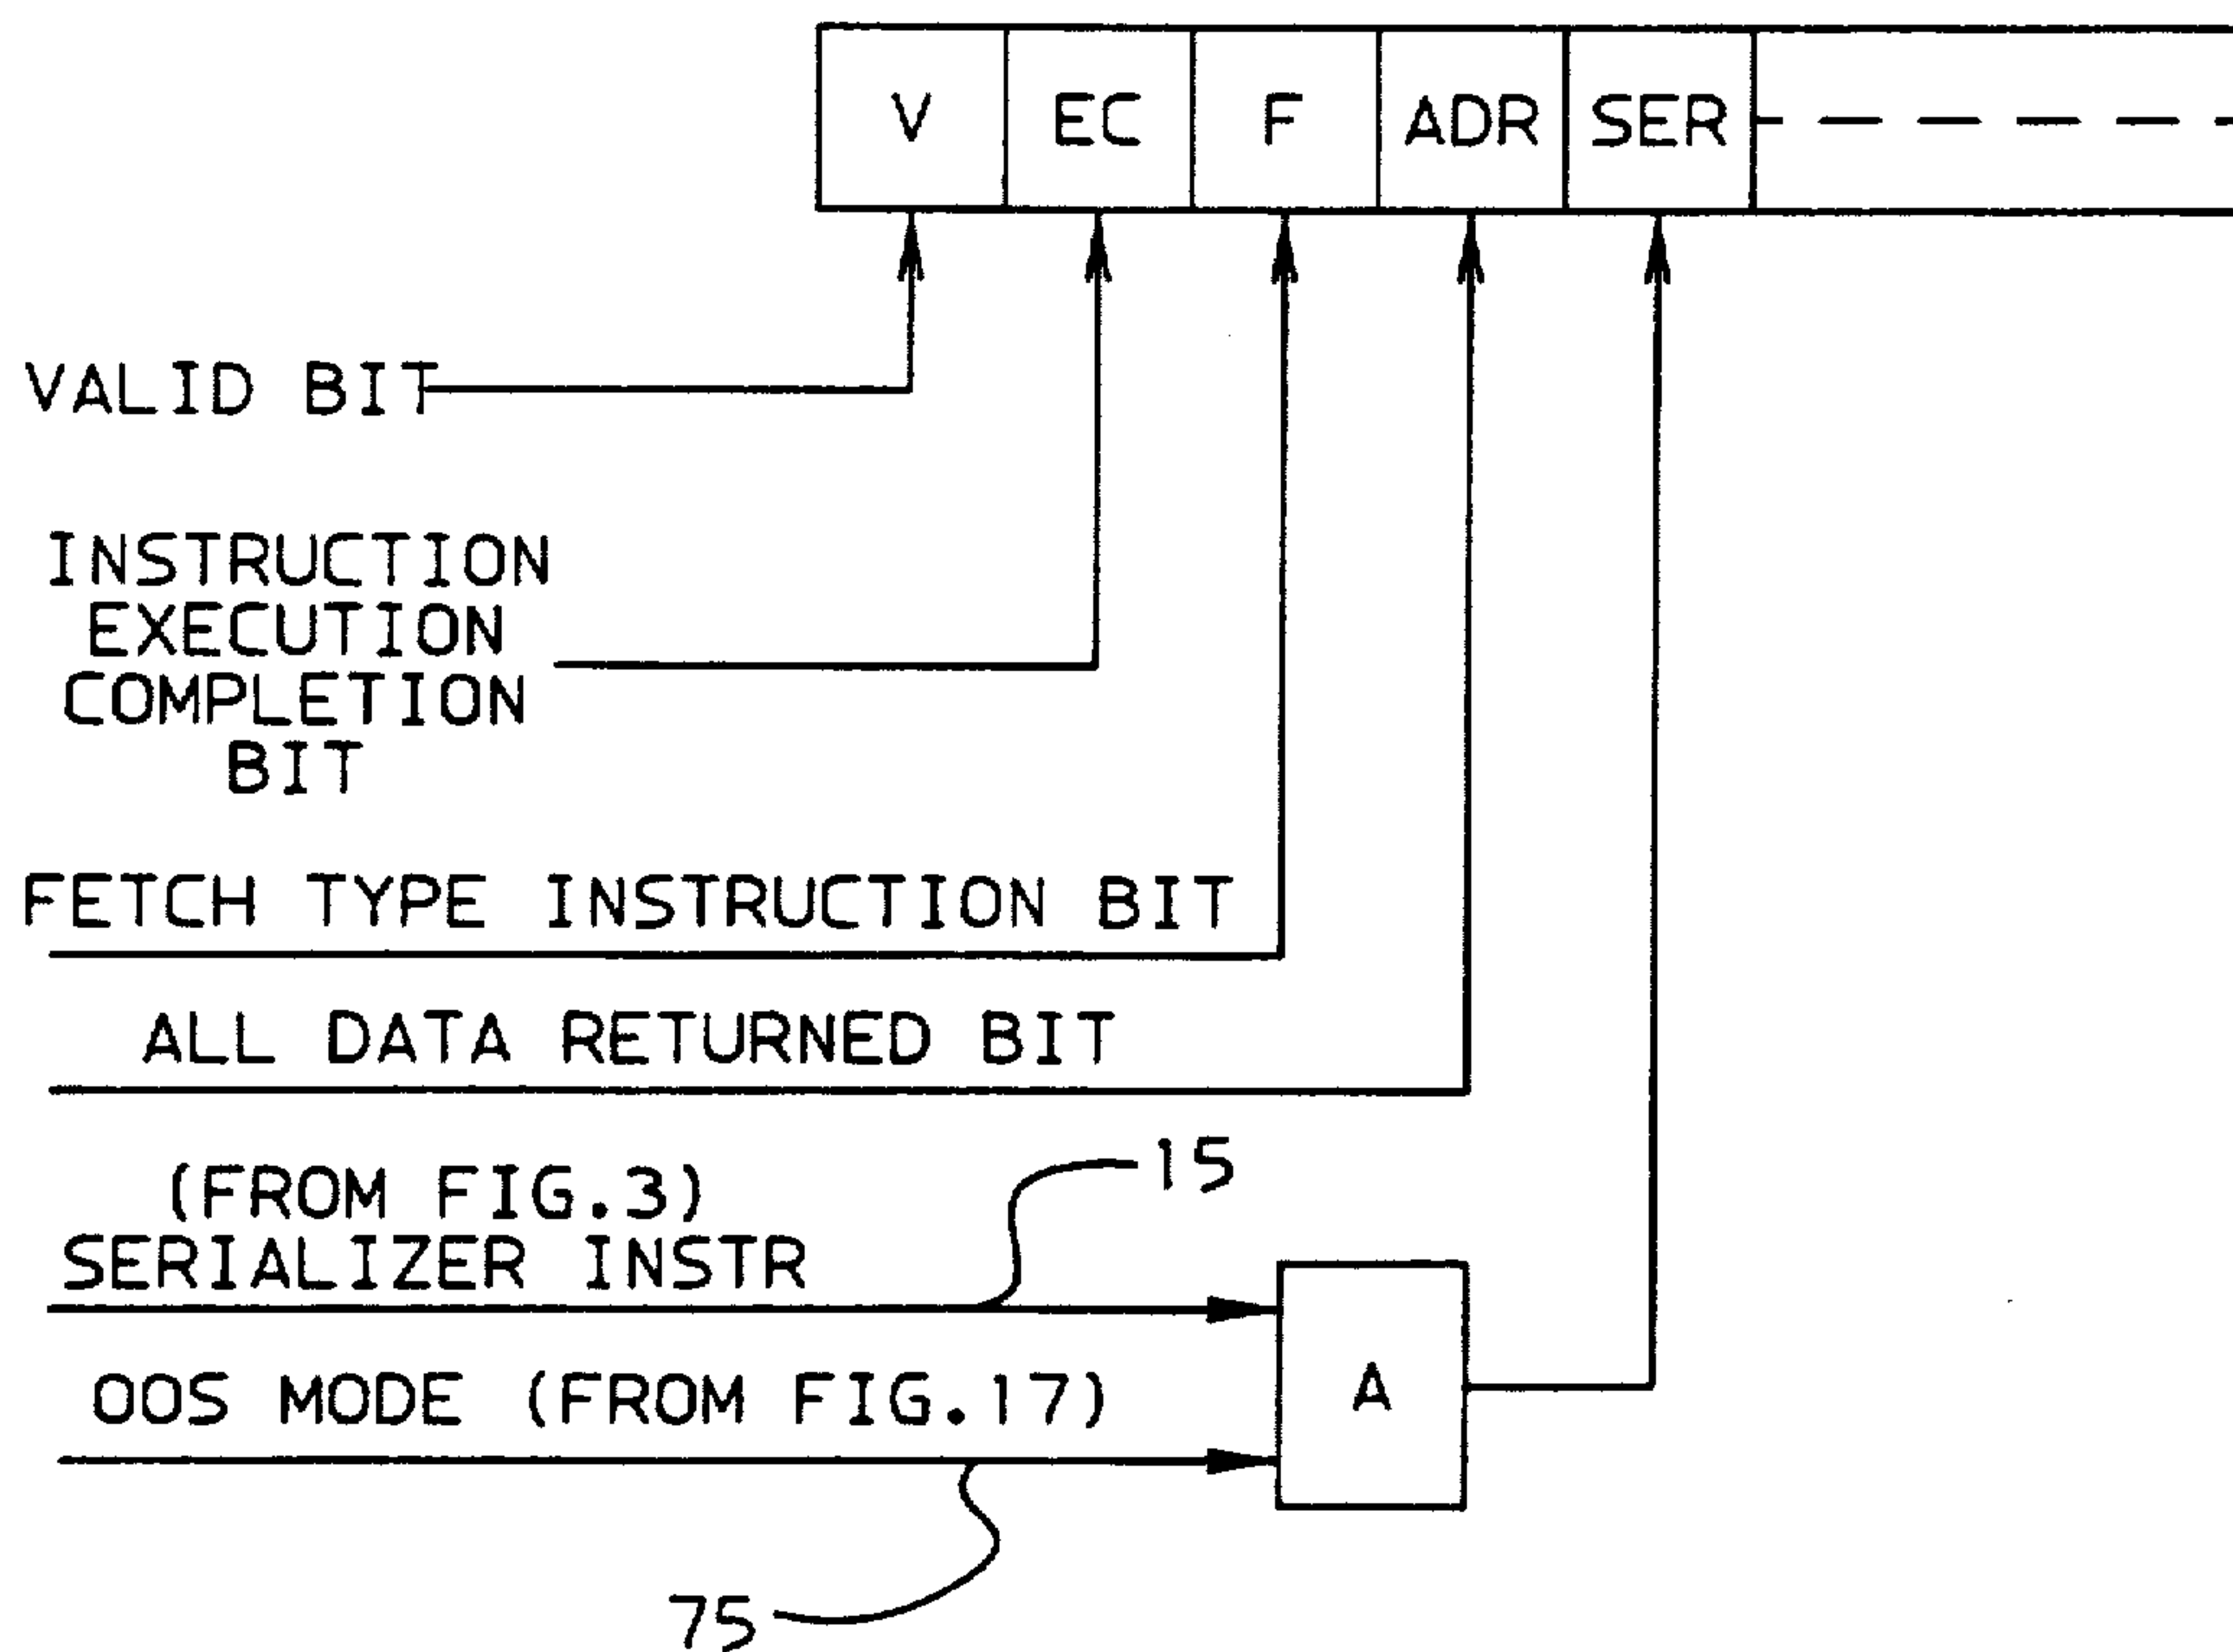 V EC F ADR SER
VALID BIT
INSTRUCTION
EXECUTION
COMPLETION
BIT
FETCH TYPE INSTRUCTION BIT
ALL DATA RETURNED BIT
15
(FROM FIG.3)
SERIALIZER INSTR
OOS MODE (FROM FIG.17)
A
75